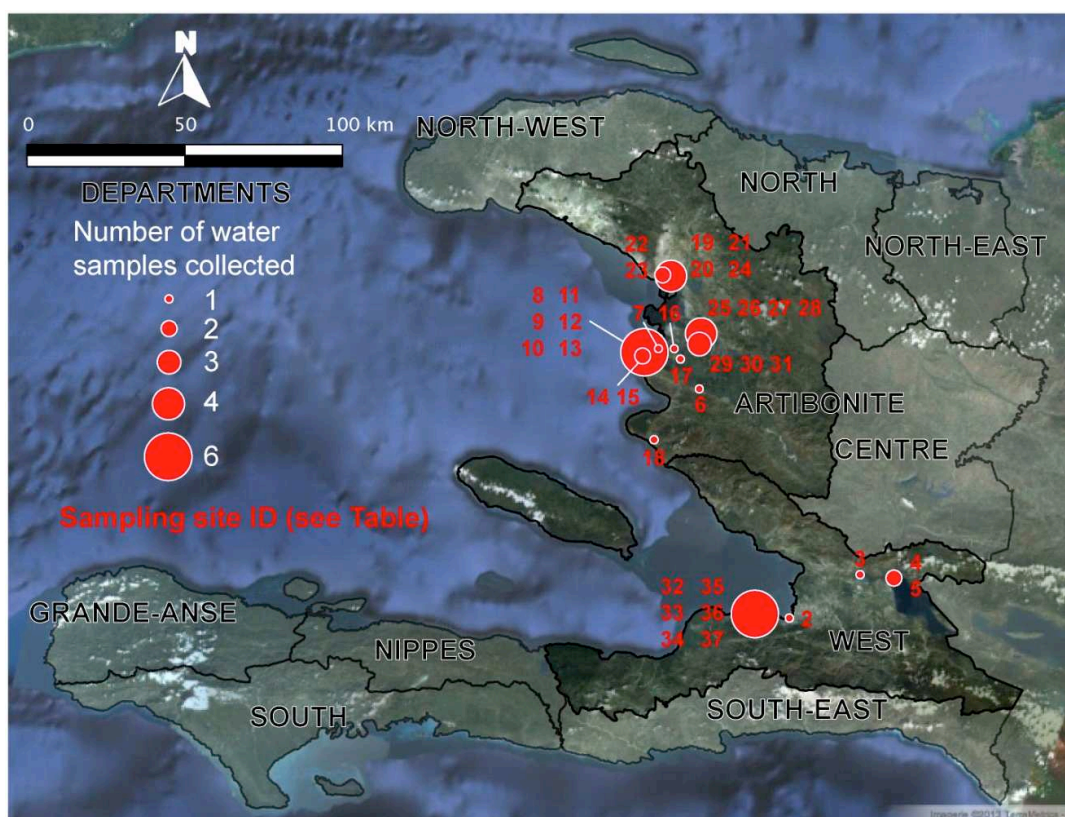 N
0 50 100 km
DEPARTMENTS
Number of water
samples collected
1
2
3
4
6
Sampling site ID (see Table)
NORTH-WEST
NORTH
NORTH-EAST
22 19 21
23 20 24
8 11
9 12
10 13
7 16
25 26 27 28
29 30 31
17
14 15
6
ARTIBONITE
CENTRE
18
3
4
5
32 35
33 36
34 37
2
WEST
GRANDE-ANSE
NIPPES
SOUTH
SOUTH-EAST
Imagerie ©2013 TerraMetrics -